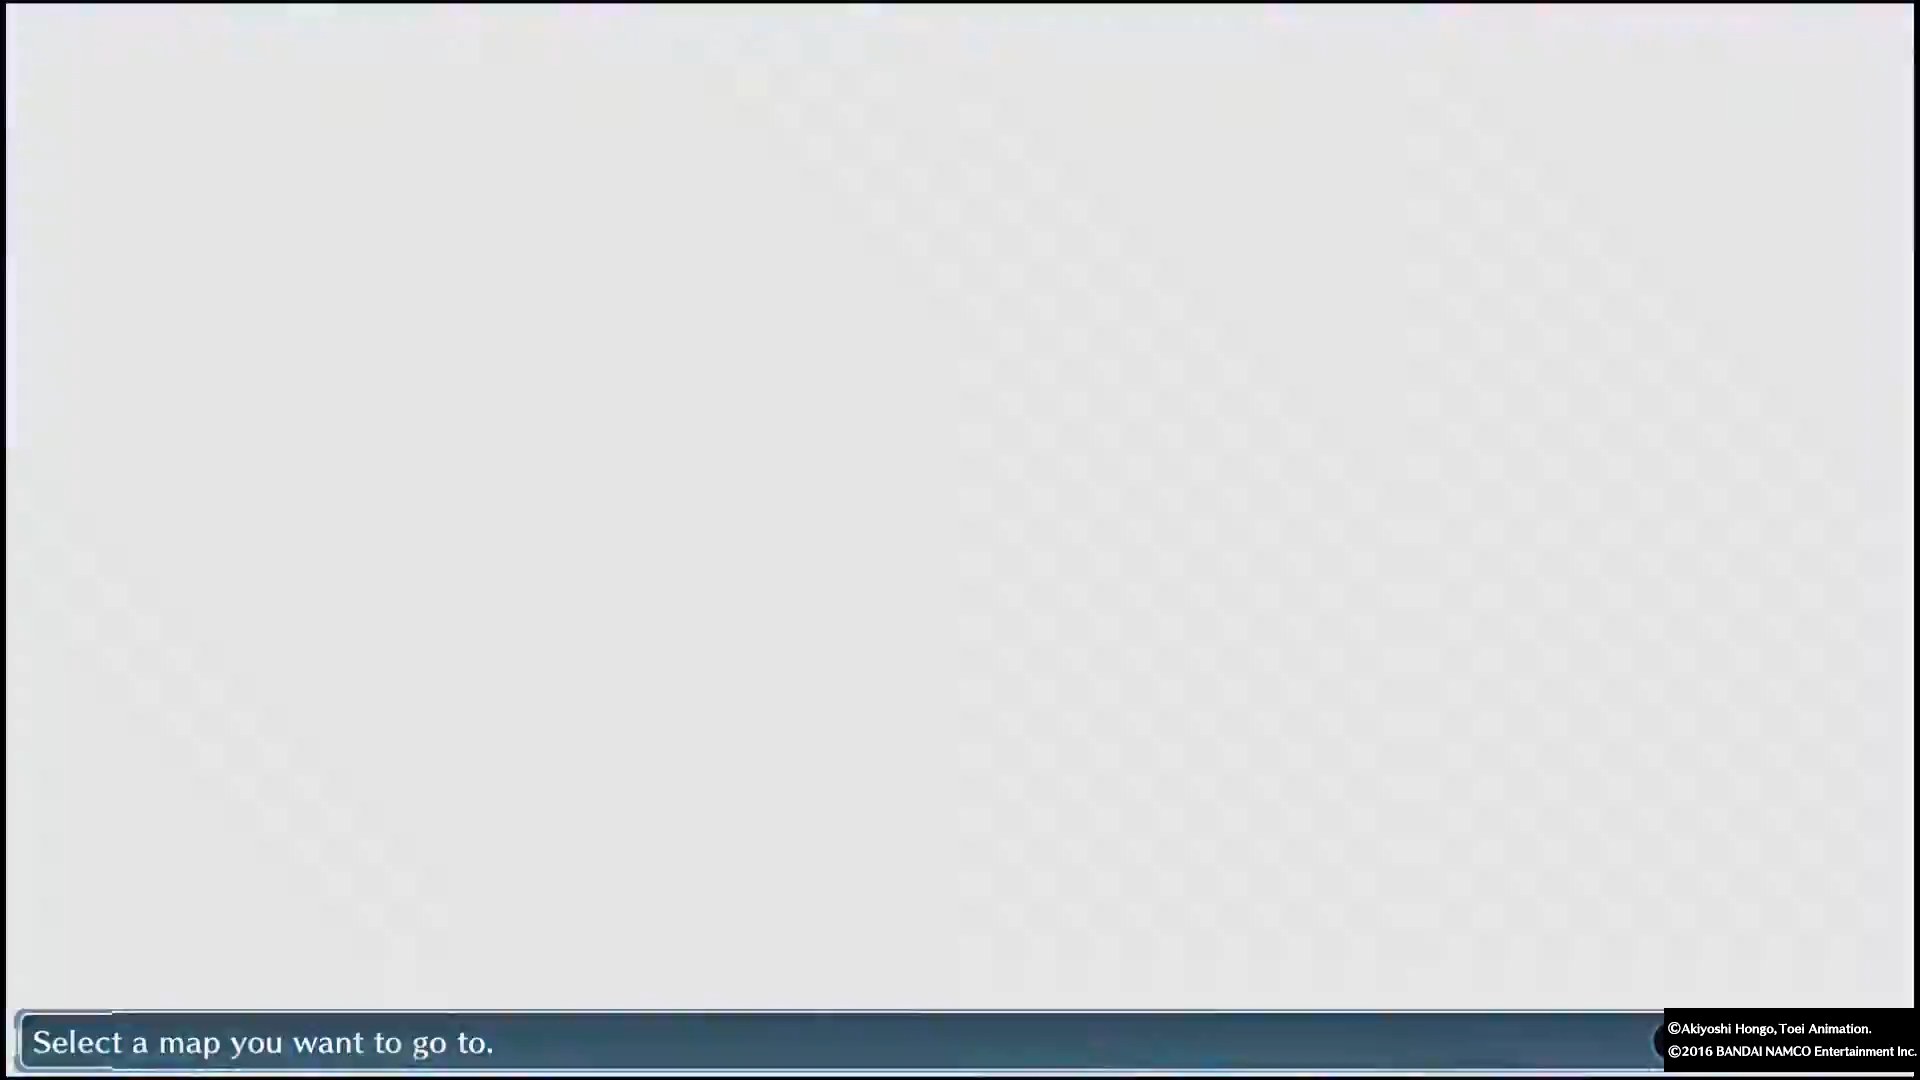 Select a map you want to go to.
©Akiyoshi Hongo, Toei Animation.
©2016 BANDAI NAMCO Entertainment Inc.